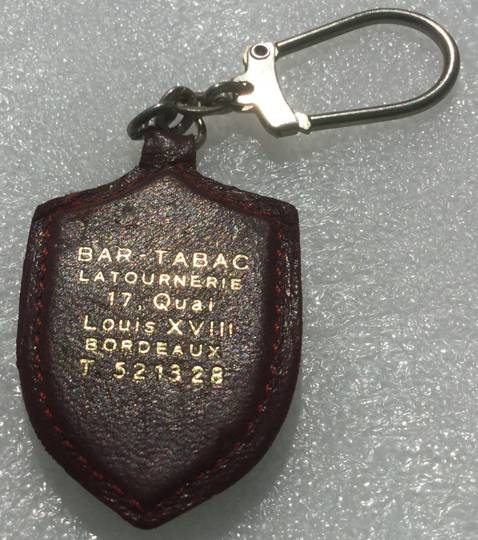 BAR-TABAC
LATOURNERIE
17, Quai
Louis XVIII
BORDEAUX
T 521328